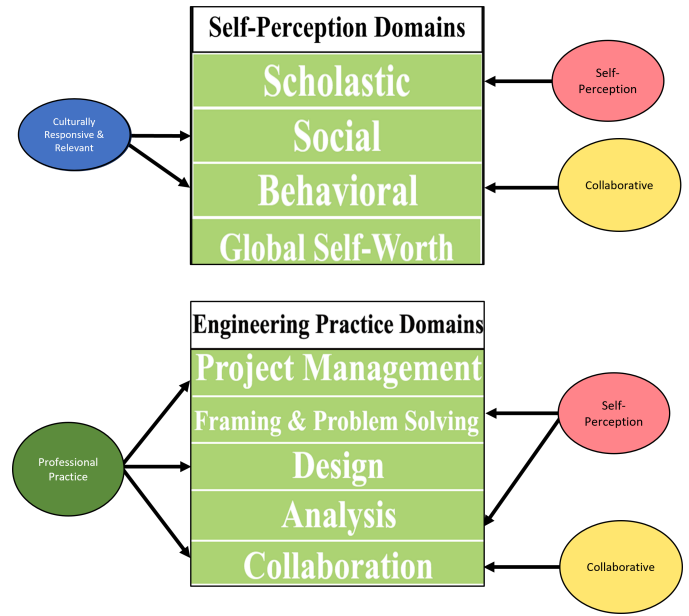 Self-Perception Domains
Scholastic
Social
Behavioral
Global Self-Worth
Culturally
Responsive &
Relevant
Self-
Perception
Collaborative
Engineering Practice Domains
Project Management
Framing & Problem Solving
Design
Analysis
Collaboration
Professional
Practice
Self-
Perception
Collaborative